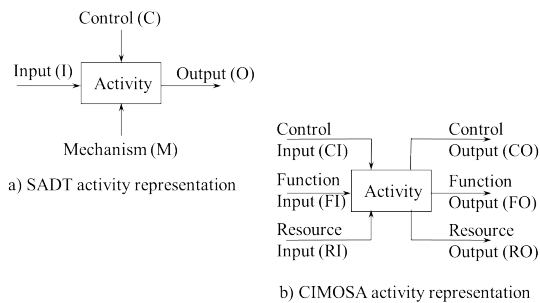 Control (C)
Input (I)
Activity
Output (O)
Mechanism (M)
a) SADT activity representation
Control
Input (CI)
Control
Output (CO)
Function
Input (FI)
Activity
Function
Output (FO)
Resource
Input (RI)
Resource
Output (RO)
b) CIMOSA activity representation